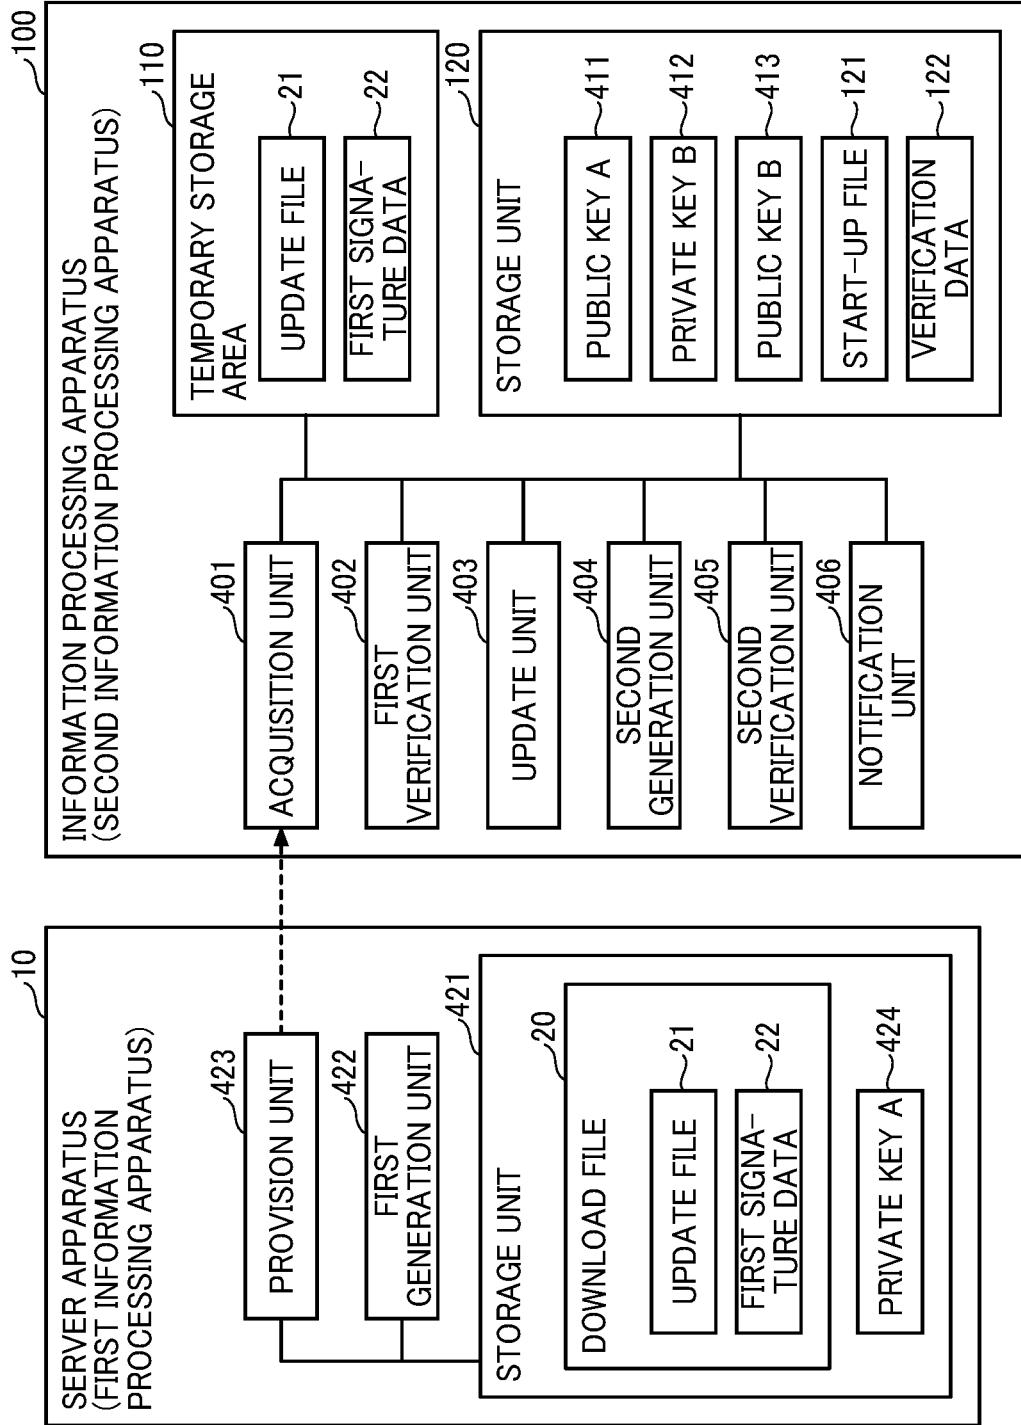 10
SERVER APPARATUS
(FIRST INFORMATION
PROCESSING APPARATUS)
423
PROVISION UNIT
422
FIRST
GENERATION UNIT
421
STORAGE UNIT
20
DOWNLOAD FILE
21
UPDATE FILE
22
FIRST SIGNA-
TURE DATA
424
PRIVATE KEY A
100
INFORMATION PROCESSING APPARATUS
(SECOND INFORMATION PROCESSING APPARATUS)
401
ACQUISITION UNIT
402
FIRST
VERIFICATION UNIT
403
UPDATE UNIT
404
SECOND
GENERATION UNIT
405
SECOND
VERIFICATION UNIT
406
NOTIFICATION
UNIT
110
TEMPORARY STORAGE
AREA
21
UPDATE FILE
22
FIRST SIGNA-
TURE DATA
120
STORAGE UNIT
411
PUBLIC KEY A
412
PRIVATE KEY B
413
PUBLIC KEY B
121
START-UP FILE
122
VERIFICATION
DATA